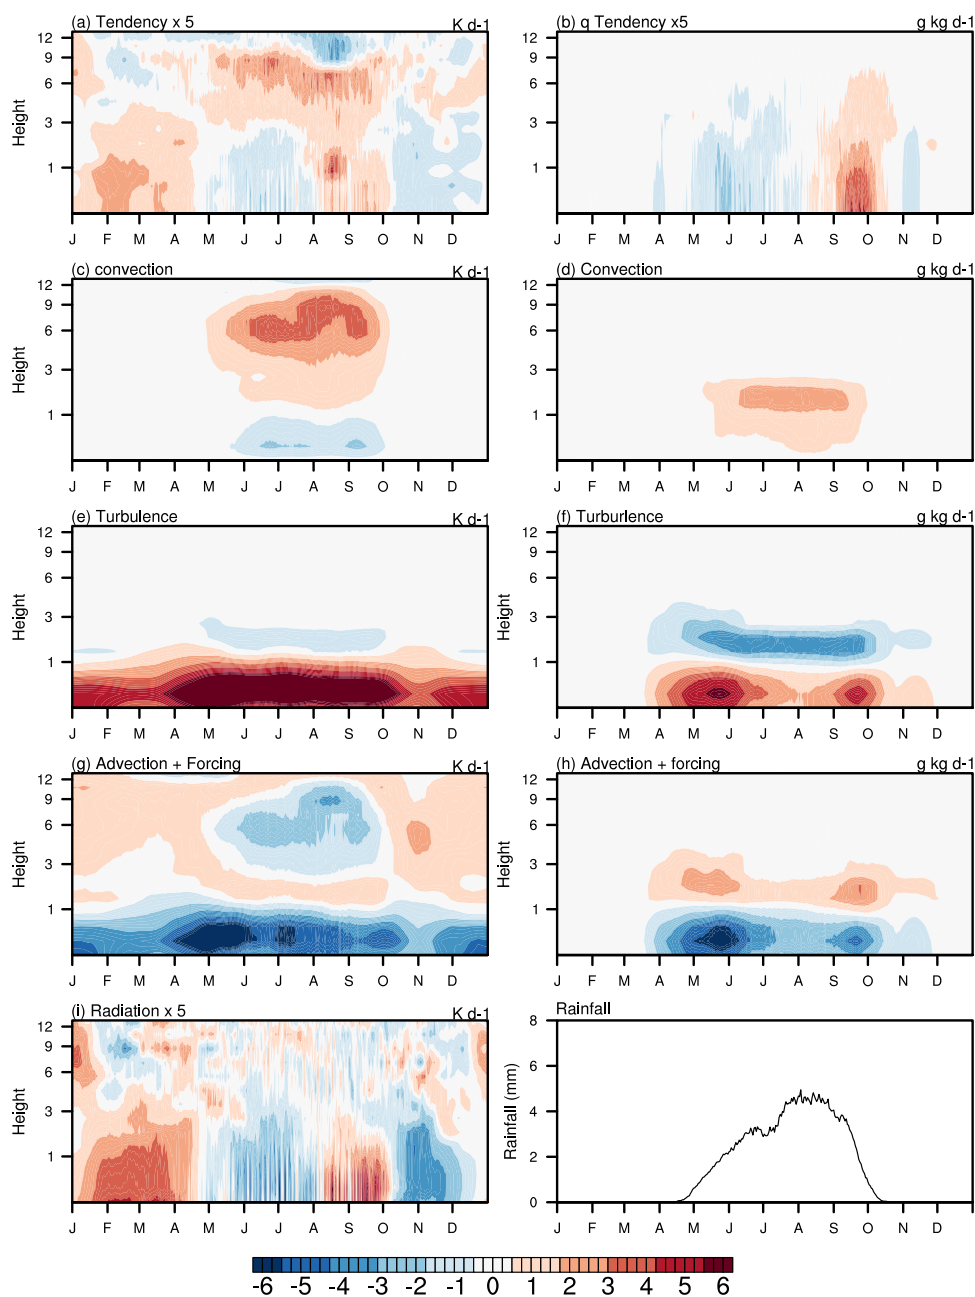 (a) Tendency x 5 K d-1
(b) q Tendency x5 g kg d-1
12
9
6
3
1
Height
J F M A M J J A S O N D
12
9
6
3
1
Height
J F M A M J J A S O N D
(c) convection K d-1
(d) Convection g kg d-1
12
9
6
3
1
Height
J F M A M J J A S O N D
12
9
6
3
1
Height
J F M A M J J A S O N D
(e) Turbulence K d-1
(f) Turburlence g kg d-1
12
9
6
3
1
Height
J F M A M J J A S O N D
12
9
6
3
1
Height
J F M A M J J A S O N D
(g) Advection + Forcing K d-1
(h) Advection + forcing g kg d-1
12
9
6
3
1
Height
J F M A M J J A S O N D
12
9
6
3
1
Height
J F M A M J J A S O N D
(i) Radiation x 5 K d-1
Rainfall
12
9
6
3
1
Height
J F M A M J J A S O N D
8
6
4
2
0
Rainfall (mm)
J F M A M J J A S O N D
-6 -5 -4 -3 -2 -1 0 1 2 3 4 5 6